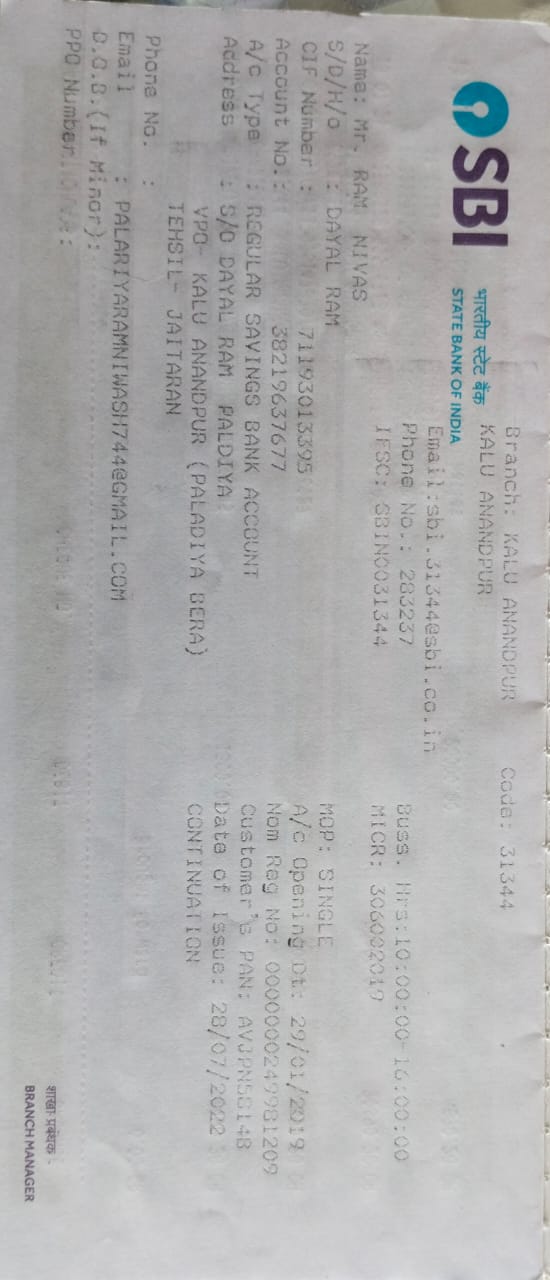 SBI
भारतीय स्टेट बैंक
STATE BANK OF INDIA
Branch: KALU ANANDPUR Code: 31344
KALU ANANDPUR
Email:sbi.31344@sbi.co.in
Phone No.: 283237 Buss. Hrs:10:00:00-16:00:00
IFSC: SBIN0031344 MICR: 306002019
Name: Mr. RAM NIVAS
S/D/H/o : DAYAL RAM MOP: SINGLE
CIF Number : 71193013395 A/c Opening Dt: 29/01/2019
Account No.: 38219637677 Nom Reg No: 0000000249981209
A/c Type : REGULAR SAVINGS BANK ACCOUNT Customer's PAN:
Address : S/O DAYAL RAM PALDIYA Date of Issue: 28/07/2022
VPO- KALU ANANDPUR (PALADIYA BERA) CONTINUATION
TEHSIL- JAITARAN
Phone No. :
Email : PALARIYARAMNIWASH744@GMAIL.COM
D.O.B.(If Minor):
PPO Number :
शाखा प्रबंधक
BRANCH MANAGER